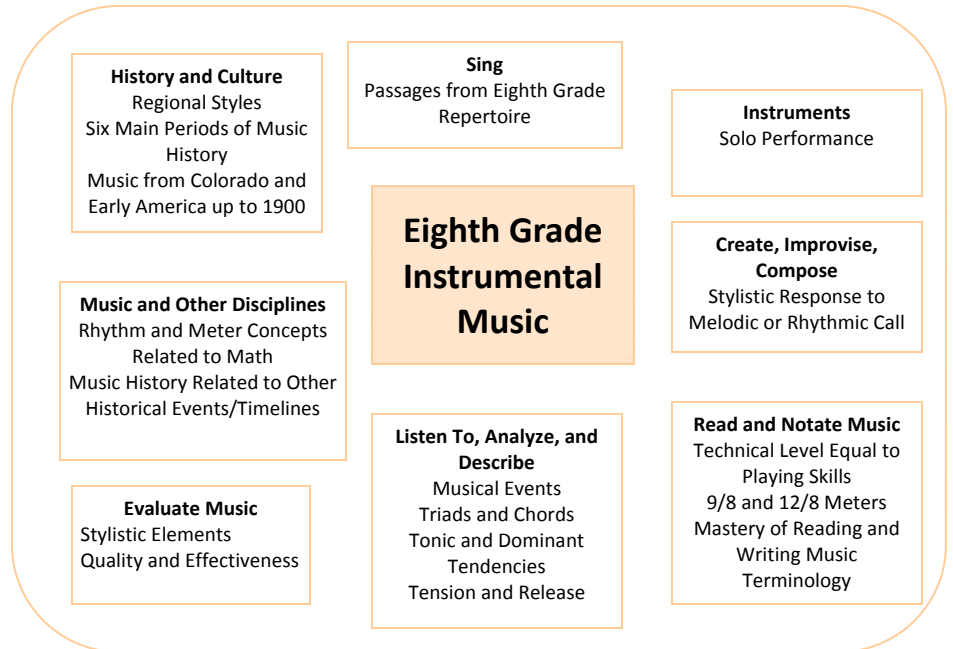 History and Culture
Regional Styles
Six Main Periods of Music
History
Music from Colorado and
Early America up to 1900
Sing
Passages from Eighth Grade
Repertoire
Instruments
Solo Performance
Eighth Grade
Instrumental
Music
Create, Improvise,
Compose
Stylistic Response to
Melodic or Rhythmic Call
Music and Other Disciplines
Rhythm and Meter Concepts
Related to Math
Music History Related to Other
Historical Events/Timelines
Listen To, Analyze, and
Describe
Musical Events
Triads and Chords
Tonic and Dominant
Tendencies
Tension and Release
Read and Notate Music
Technical Level Equal to
Playing Skills
9/8 and 12/8 Meters
Mastery of Reading and
Writing Music
Terminology
Evaluate Music
Stylistic Elements
Quality and Effectiveness